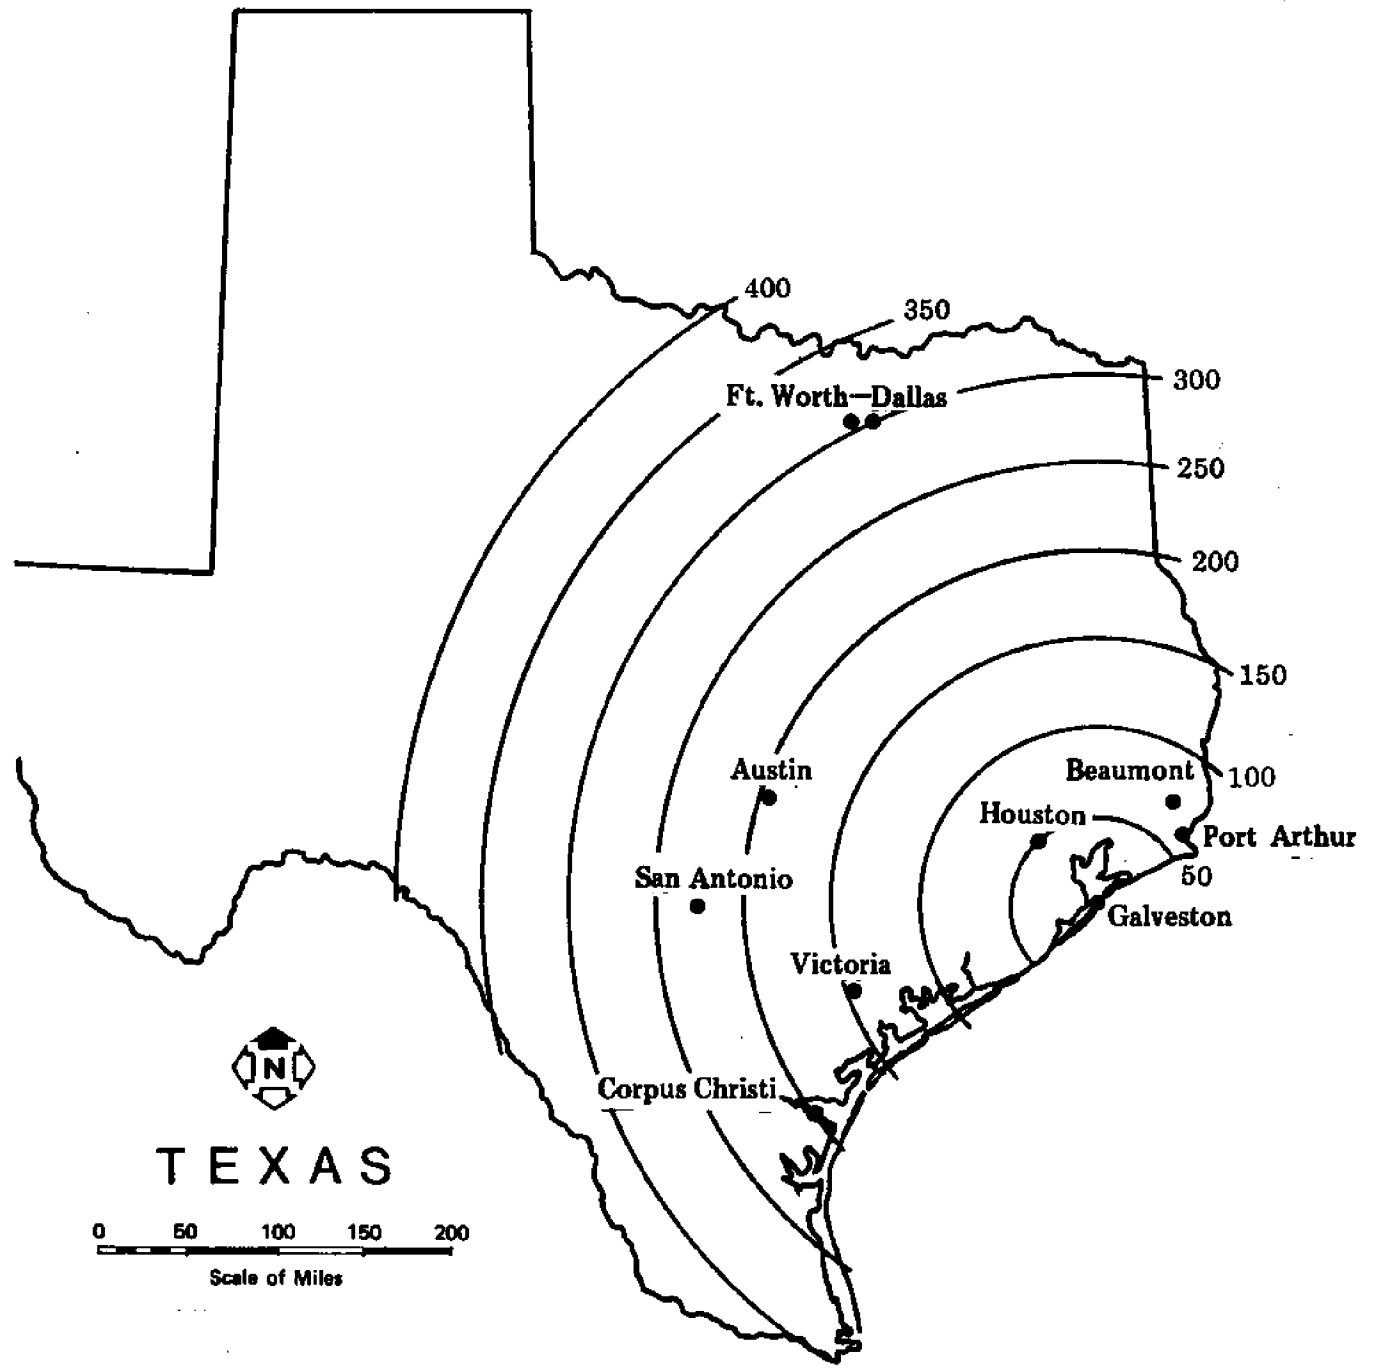 400
350
300
Ft. Worth—Dallas
250
200
150
Austin
Beaumont
100
Houston
Port Arthur
San Antonio
50
Galveston
Victoria
N
Corpus Christi
TEXAS
0 50 100 150 200
Scale of Miles